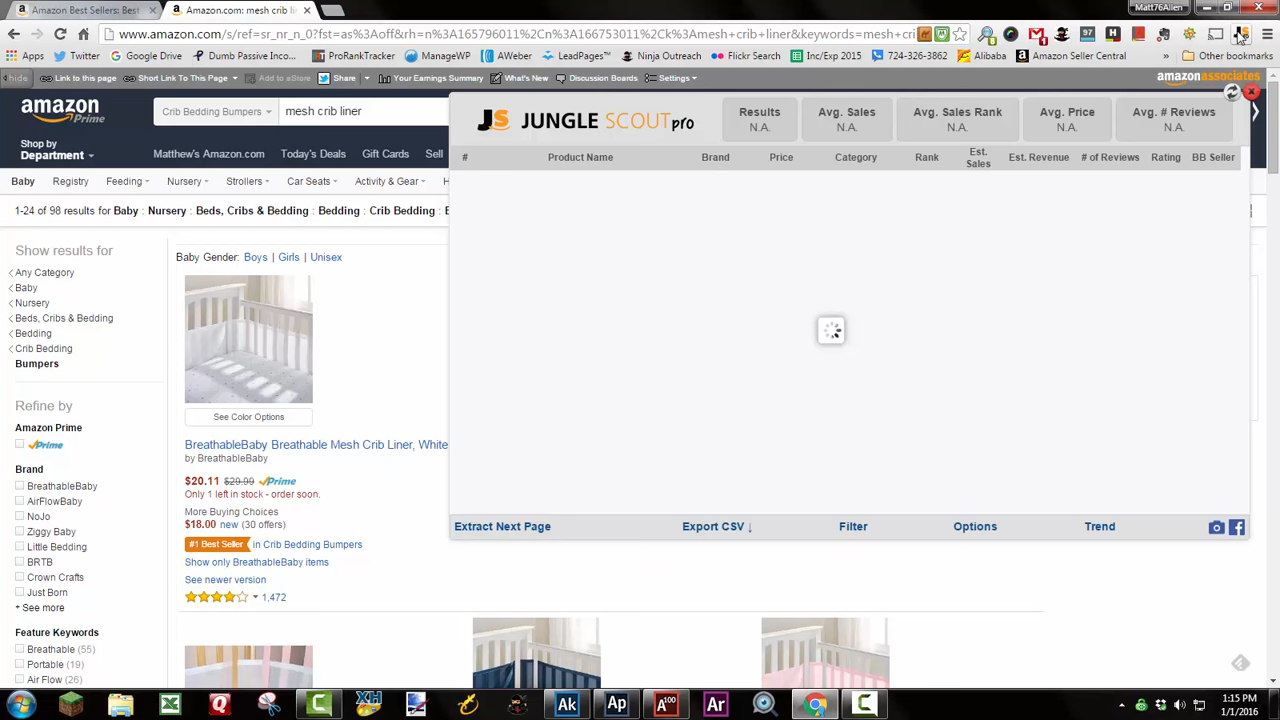 Amazon Best Sellers: Best
Amazon.com: mesh crib li
Matt76Allen
www.amazon.com/s/ref=sr_nr_n_0?fst=as%3Aoff&rh=n%3A165796011%2Cn%3A166753011%2Ck%3Amesh+crib+liner&keywords=mesh+cri
Apps Twitter Google Drive Dumb Passive Inco... ProRankTracker ManageWP AWeber LeadPages Ninja Outreach Flickr Search Inc/Exp 2015 724-326-3862 Amazon Seller Central » Other bookmarks
hide Link to this page Short Link To This Page Add to aStore Share Your Earnings Summary What's New Discussion Boards Settings amazonassociates
amazon Prime
Crib Bedding Bumpers mesh crib liner
Shop by
Department
Matthew's Amazon.com Today's Deals Gift Cards Sell
Baby Registry Feeding Nursery Strollers Car Seats Activity & Gear H
1-24 of 98 results for Baby : Nursery : Beds, Cribs & Bedding : Bedding : Crib Bedding : B
JS JUNGLE SCOUTpro
Results N.A.
Avg. Sales N.A.
Avg. Sales Rank N.A.
Avg. Price N.A.
Avg. # Reviews N.A.
# Product Name Brand Price Category Rank Est. Sales Est. Revenue # of Reviews Rating BB Seller
Extract Next Page Export CSV ↓ Filter Options Trend
Show results for
Any Category
Baby
Nursery
Beds, Cribs & Bedding
Bedding
Crib Bedding
Bumpers
Refine by
Amazon Prime
Prime
Brand
BreathableBaby
AirFlowBaby
NoJo
Ziggy Baby
Little Bedding
BRTB
Crown Crafts
Just Born
+ See more
Feature Keywords
Breathable (55)
Portable (19)
Air Flow (26)
Baby Gender: Boys | Girls | Unisex
See Color Options
BreathableBaby Breathable Mesh Crib Liner, White
by BreathableBaby
$20.11 $29.99 Prime
Only 1 left in stock - order soon.
More Buying Choices
$18.00 new (30 offers)
#1 Best Seller in Crib Bedding Bumpers
Show only BreathableBaby items
See newer version
1,472
1:15 PM
1/1/2016